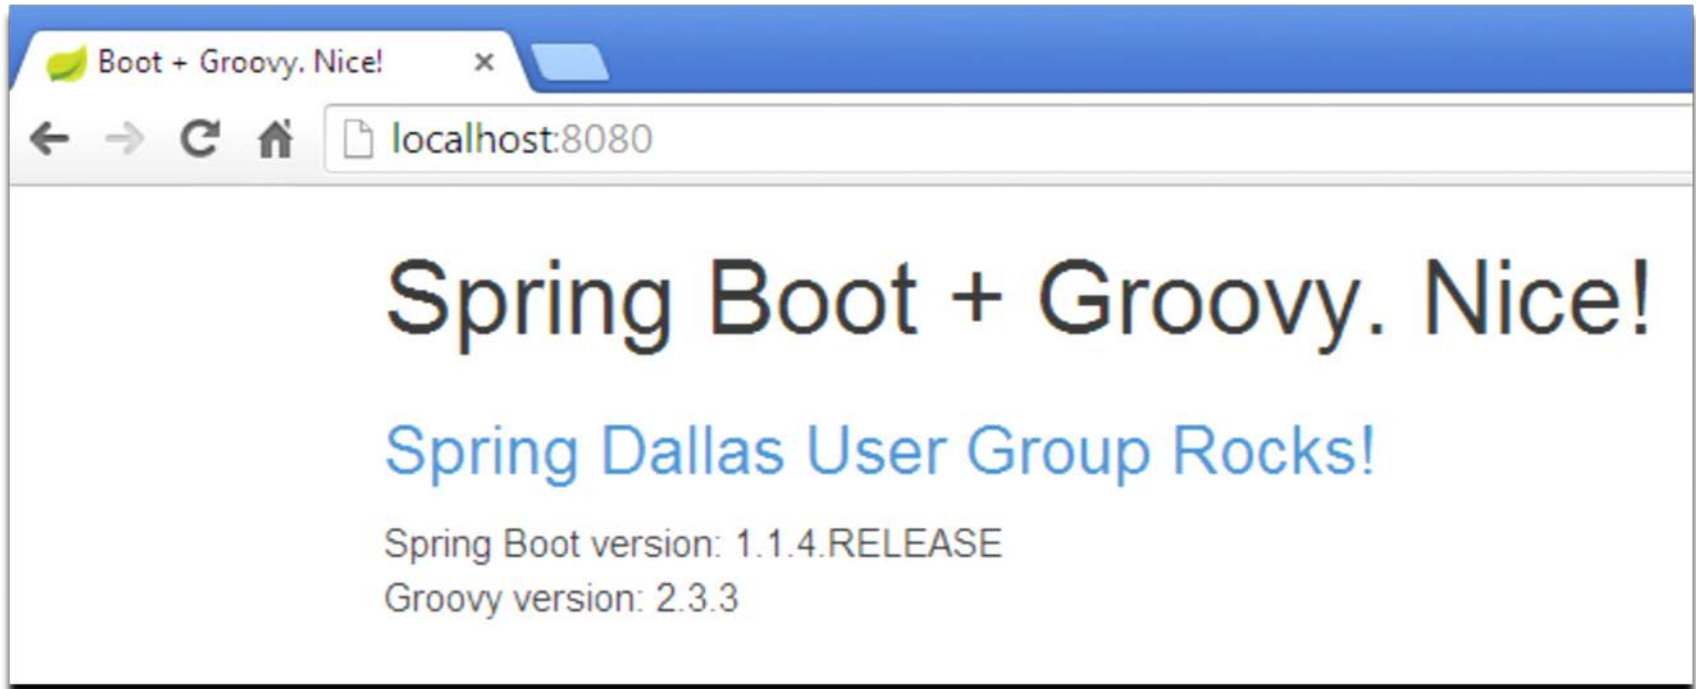 Boot + Groovy. Nice!
localhost:8080
Spring Boot + Groovy. Nice!
Spring Dallas User Group Rocks!
Spring Boot version: 1.1.4.RELEASE
Groovy version: 2.3.3